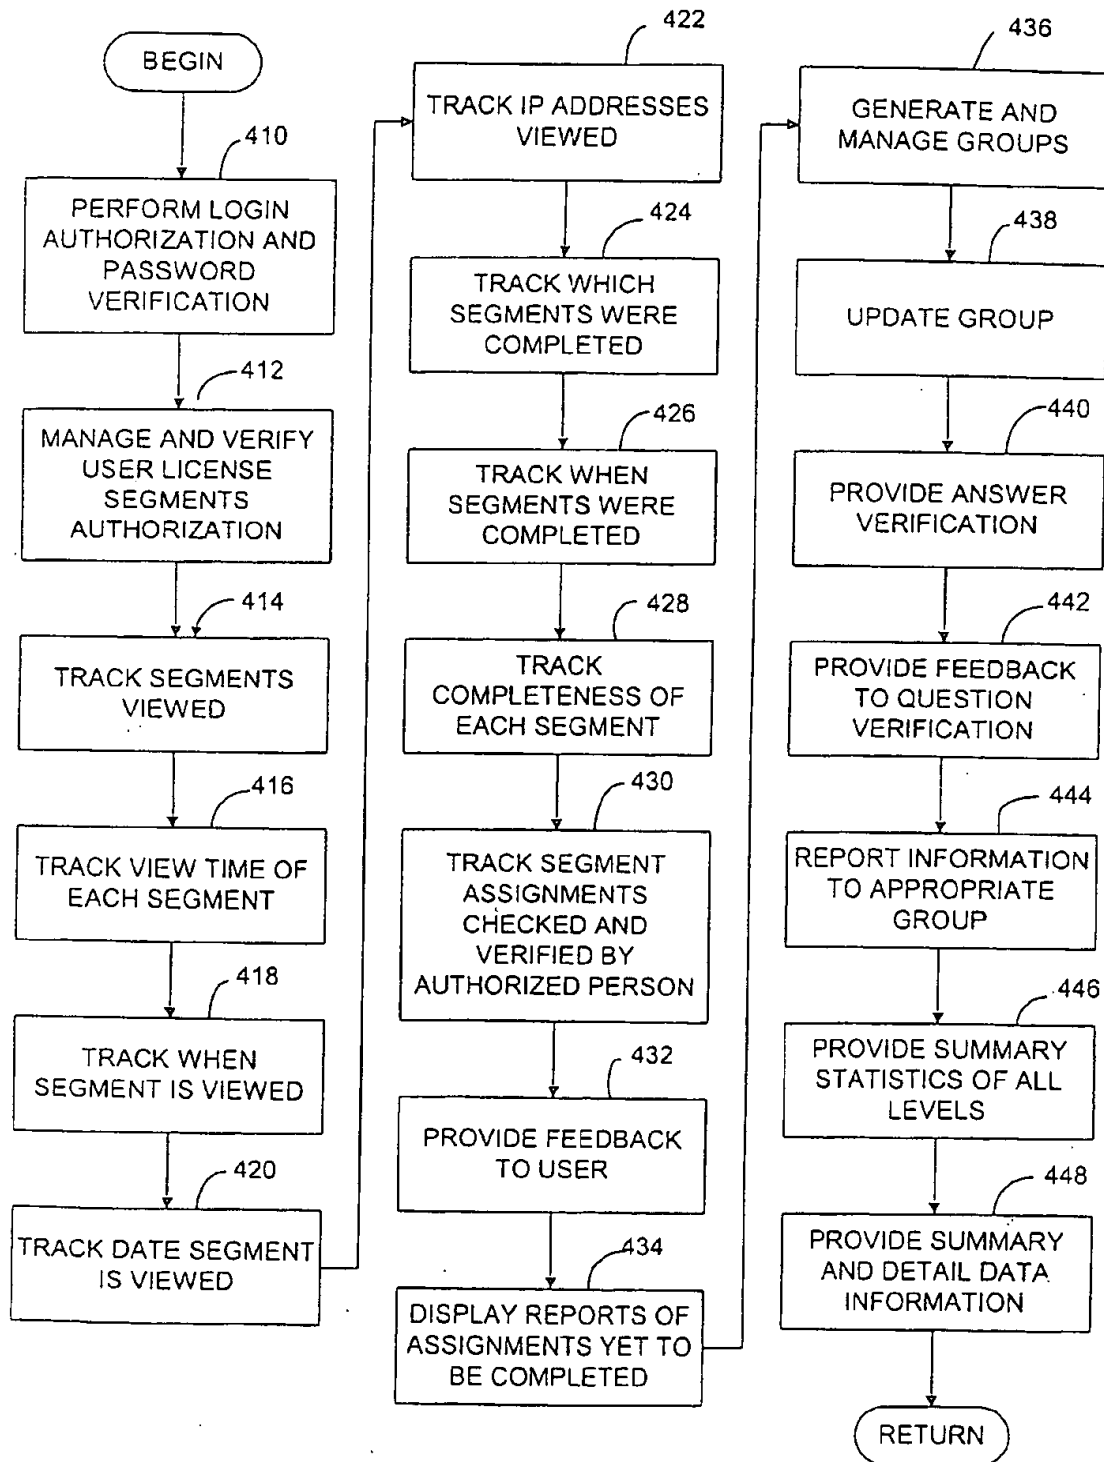 BEGIN
410
PERFORM LOGIN
AUTHORIZATION AND
PASSWORD
VERIFICATION
412
MANAGE AND VERIFY
USER LICENSE
SEGMENTS
AUTHORIZATION
414
TRACK SEGMENTS
VIEWED
416
TRACK VIEW TIME OF
EACH SEGMENT
418
TRACK WHEN
SEGMENT IS VIEWED
420
TRACK DATE SEGMENT
IS VIEWED
422
TRACK IP ADDRESSES
VIEWED
424
TRACK WHICH
SEGMENTS WERE
COMPLETED
426
TRACK WHEN
SEGMENTS WERE
COMPLETED
428
TRACK
COMPLETENESS OF
EACH SEGMENT
430
TRACK SEGMENT
ASSIGNMENTS
CHECKED AND
VERIFIED BY
AUTHORIZED PERSON
432
PROVIDE FEEDBACK
TO USER
434
DISPLAY REPORTS OF
ASSIGNMENTS YET TO
BE COMPLETED
436
GENERATE AND
MANAGE GROUPS
438
UPDATE GROUP
440
PROVIDE ANSWER
VERIFICATION
442
PROVIDE FEEDBACK
TO QUESTION
VERIFICATION
444
REPORT INFORMATION
TO APPROPRIATE
GROUP
446
PROVIDE SUMMARY
STATISTICS OF ALL
LEVELS
448
PROVIDE SUMMARY
AND DETAIL DATA
INFORMATION
RETURN